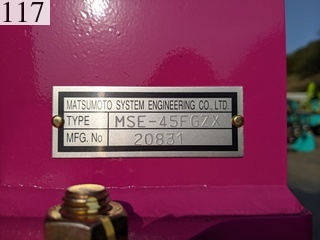 117
MATSUMOTO SYSTEM ENGINEERING CO., LTD.
TYPE MSE-45FGZX
MFG. No 20831